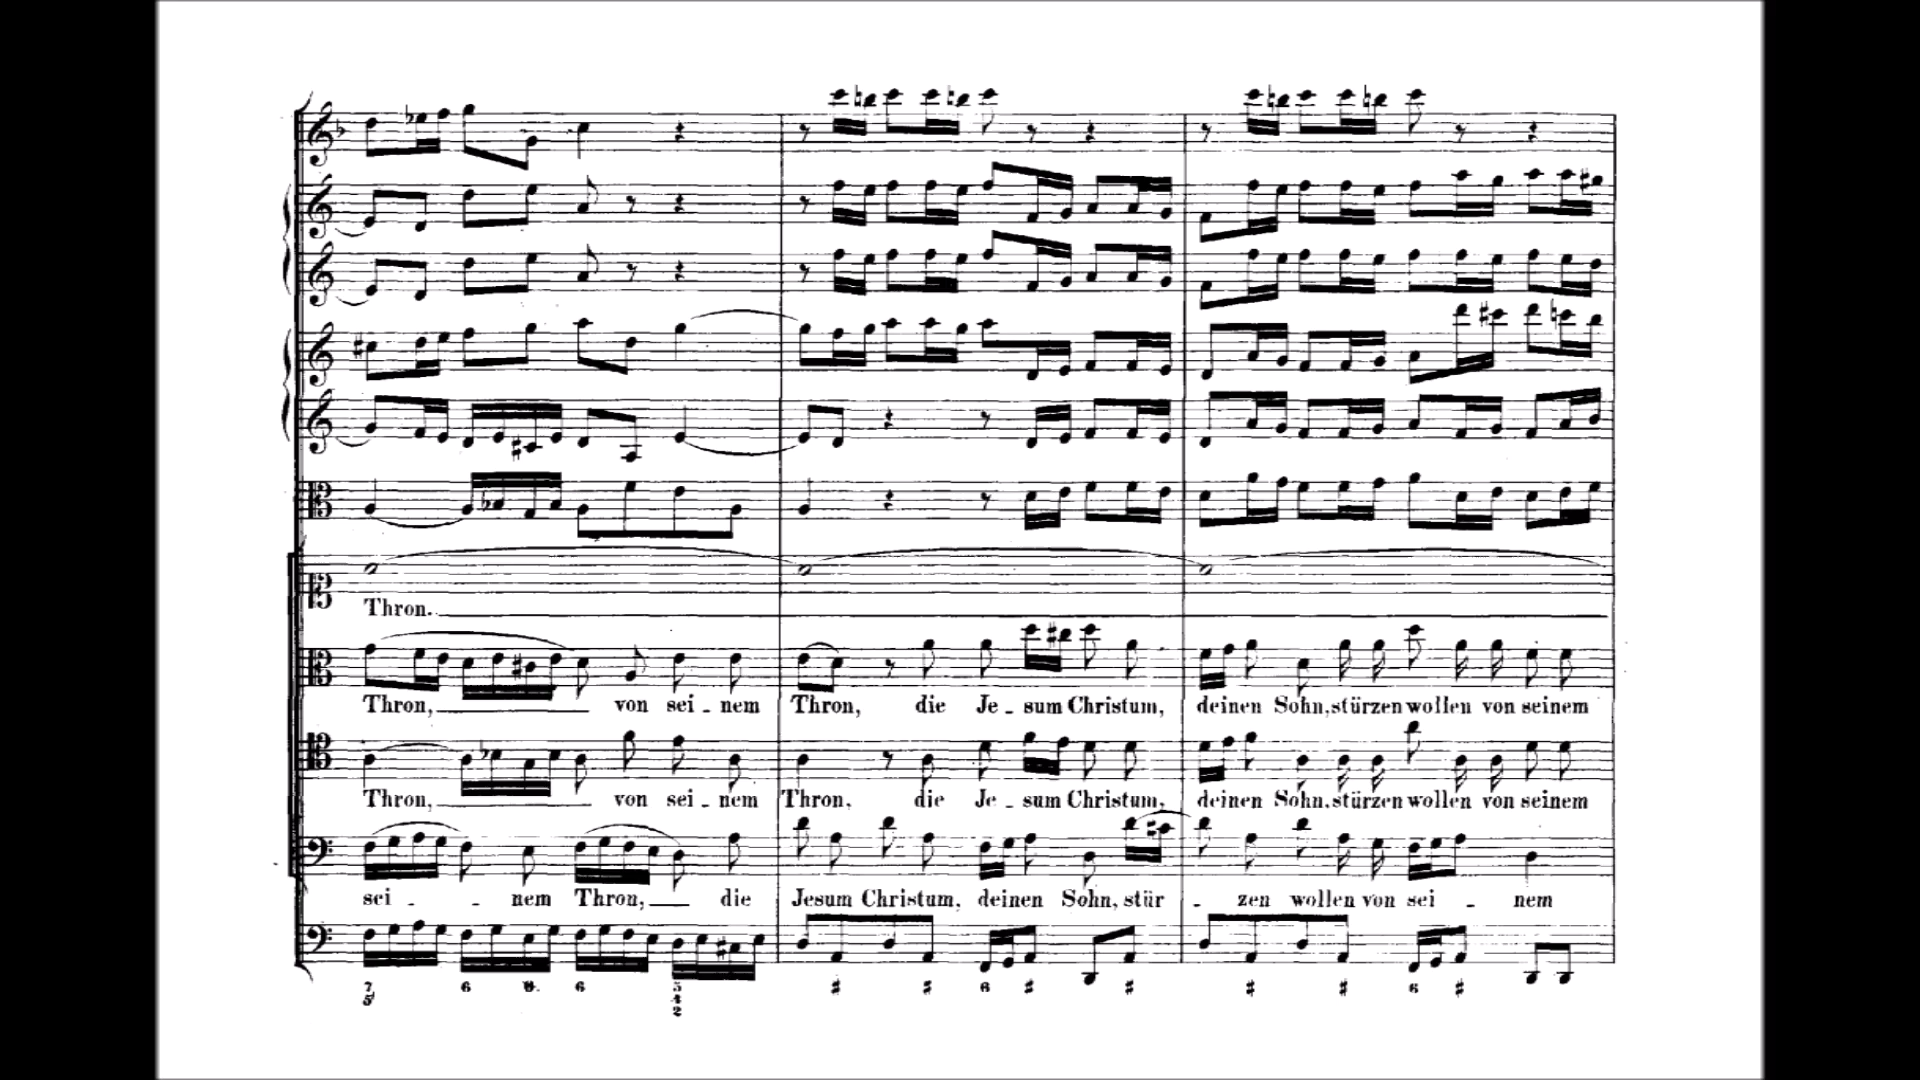 Thron.
Thron, von sei - nem Thron, die Je - sum Christum, deinen Sohn, stürzen wollen von seinem
Thron, von sei - nem Thron, die Je - sum Christum, deinen Sohn, stürzen wollen von seinem
sei - - nem Thron, die Jesum Christum, deinen Sohn, stür - zen wollen von sei - nem